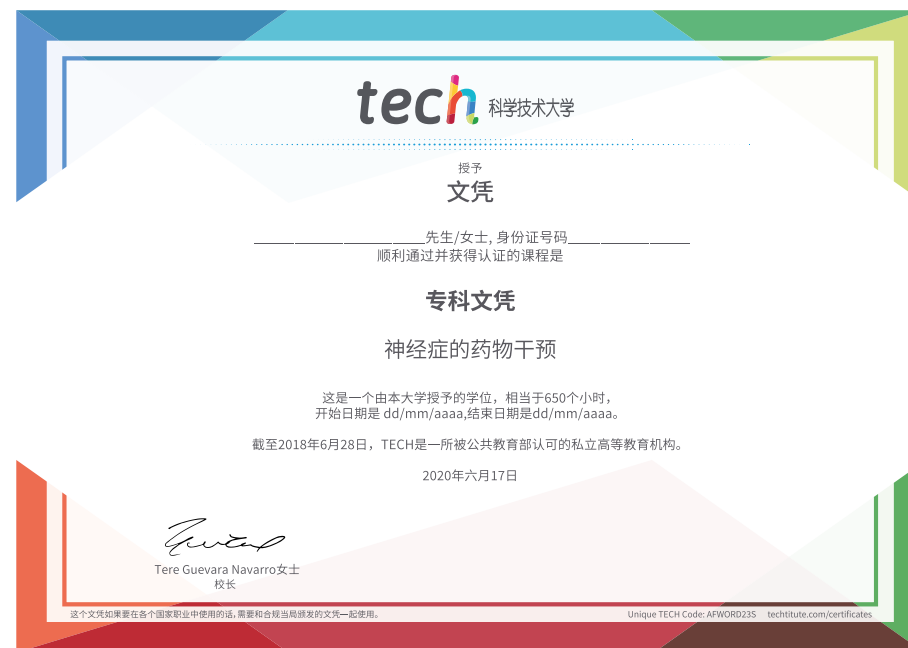 tech 科学技术大学
授予
文凭
________________________先生/女士, 身份证号码_________________
顺利通过并获得认证的课程是
专科文凭
神经症的药物干预
这是一个由本大学授予的学位，相当于650个小时，
开始日期是 dd/mm/aaaa,结束日期是dd/mm/aaaa。
截至2018年6月28日，TECH是一所被公共教育部认可的私立高等教育机构。
2020年六月17日
Tere Guevara Navarro女士
校长
这个文凭如果要在各个国家职业中使用的话,需要和合规当局颁发的文凭一起使用。
Unique TECH Code: AFWORD23S techtitute.com/certificates